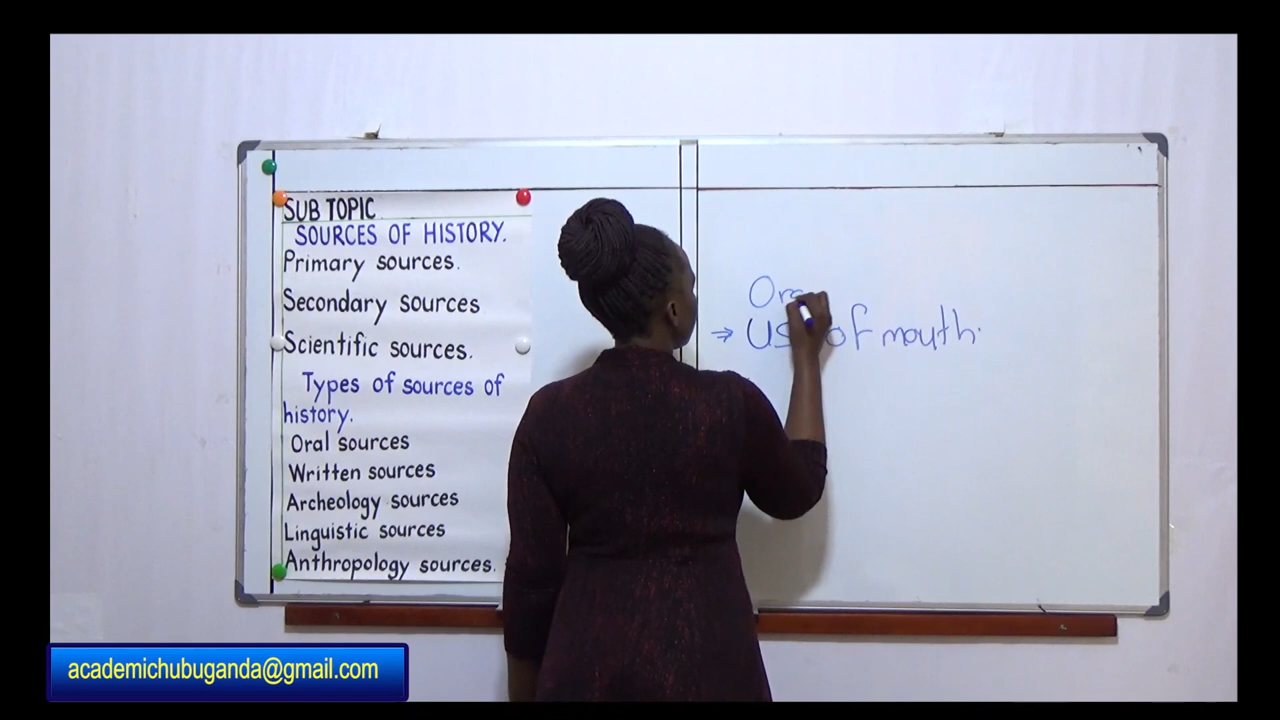 SUB TOPIC
SOURCES OF HISTORY.
Primary sources.
Secondary sources
Scientific sources.
Types of sources of
history.
Oral sources
Written sources
Archeology sources
Linguistic sources
Anthropology sources.
⇒ of mouth.
academichubuganda@gmail.com